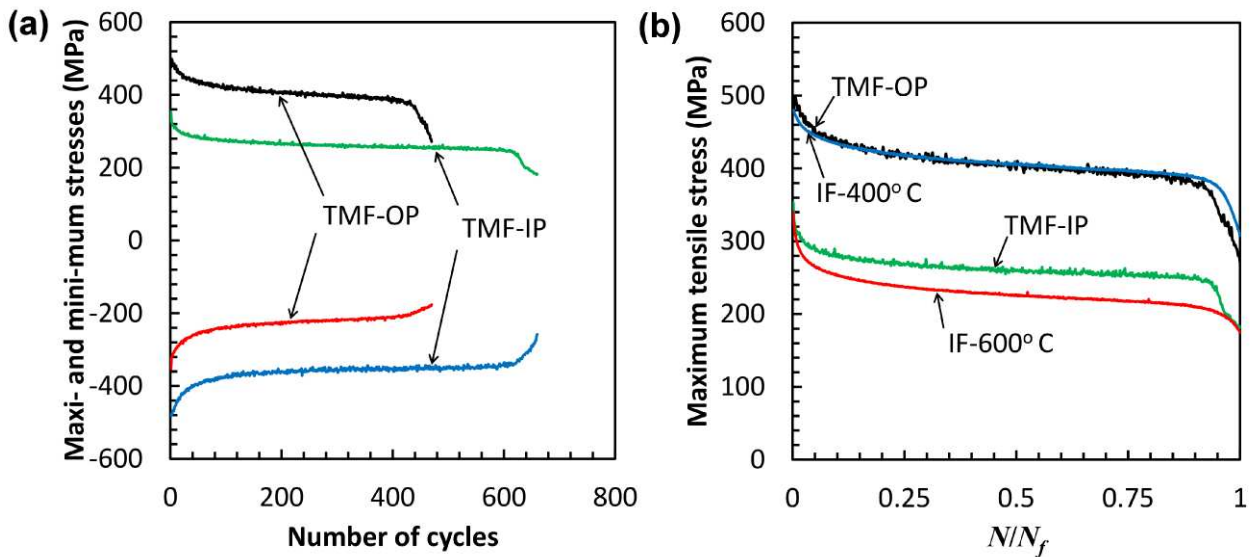 (a)
Maxi- and mini-mum stresses (MPa)
600
400
200
0
-200
-400
-600
TMF-OP
TMF-IP
0
200
400
600
800
Number of cycles
(b)
Maximum tensile stress (MPa)
600
500
400
300
200
100
0
TMF-OP
IF-400° C
TMF-IP
IF-600° C
0
0.25
0.5
0.75
1
N/Nf